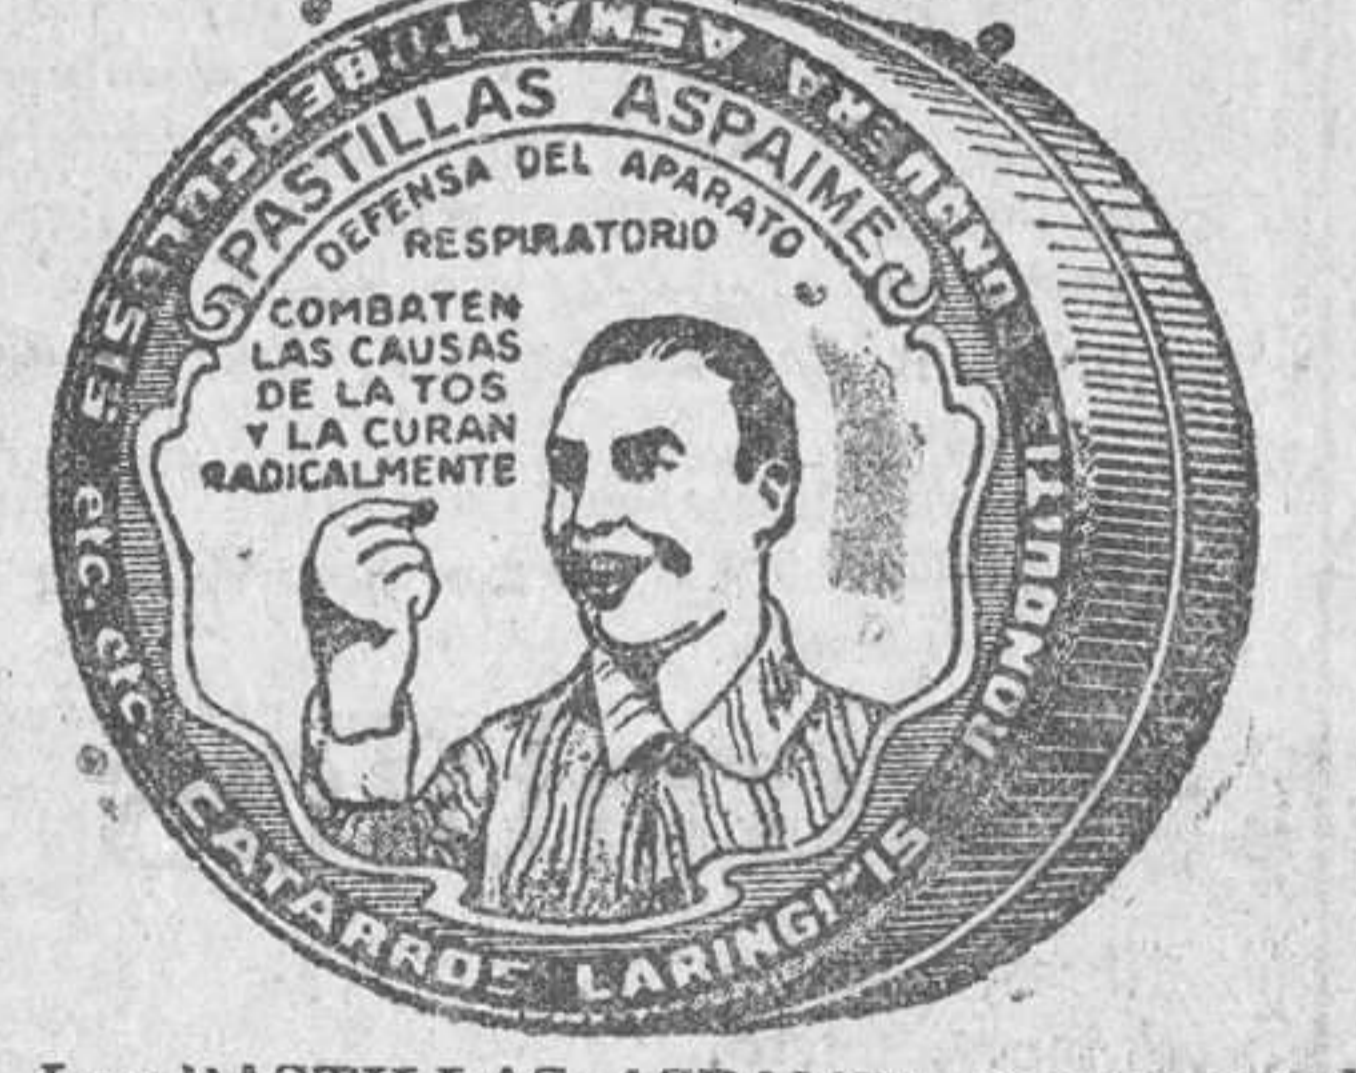 PASTILLAS ASPAIME
DEFENSA DEL APARATO
RESPIRATORIO
COMBATEN
LAS CAUSAS
DE LA TOS
Y LA CURAN
RADICALMENTE
CATARROS LARINGITIS
ASMA
etc. etc.
PASTILLAS